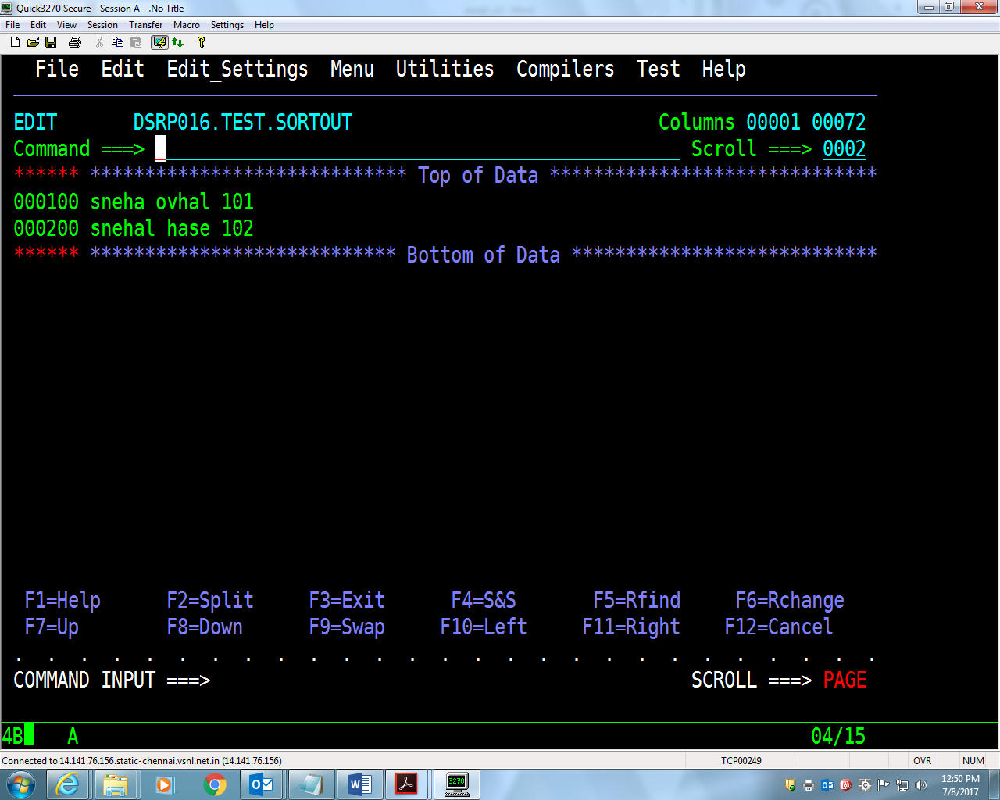 Quick3270 Secure - Session A - .No Title
File Edit View Session Transfer Macro Settings Help
File Edit Edit_Settings Menu Utilities Compilers Test Help
EDIT DSRP016.TEST.SORTOUT Columns 00001 00072
Command ===> Scroll ===> 0002
****** ***************************** Top of Data ******************************
000100 sneha ovhal 101
000200 snehal hase 102
****** **************************** Bottom of Data ****************************
F1=Help F2=Split F3=Exit F4=S&S F5=Rfind F6=Rchange
F7=Up F8=Down F9=Swap F10=Left F11=Right F12=Cancel
. . . . . . . . . . . . . . . . . . . . . . . . . . .
COMMAND INPUT ===> SCROLL ===> PAGE
4B A 04/15
Connected to 14.141.76.156.static-chennai.vsnl.net.in (14.141.76.156) TCP00249 OVR NUM
3270
12:50 PM
7/8/2017